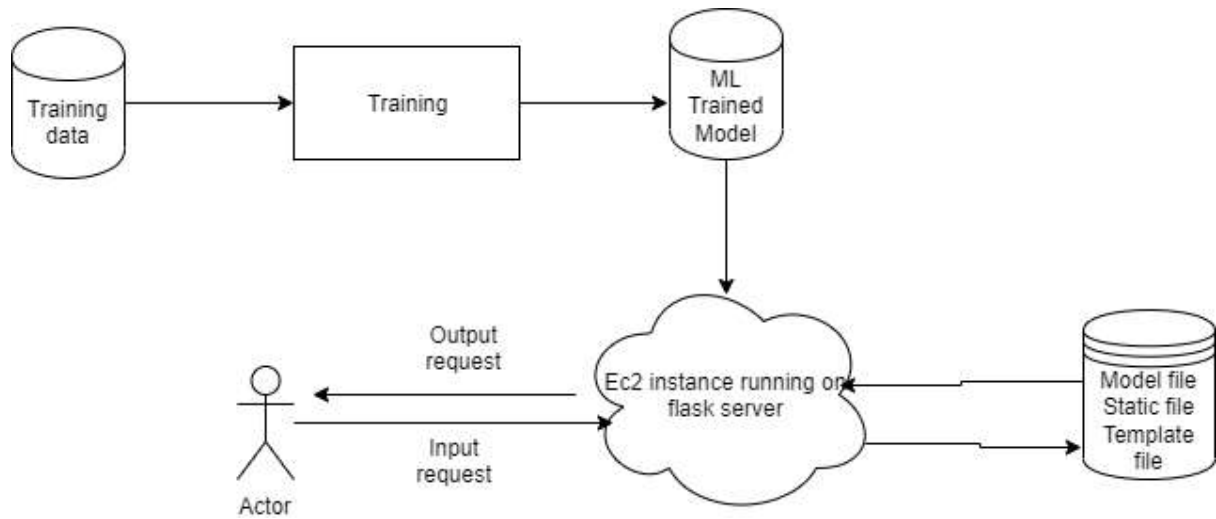 Training
data
Training
ML
Trained
Model
Output
request
Ec2 instance running on
flask server
Model file
Static file
Template
file
Input
request
Actor